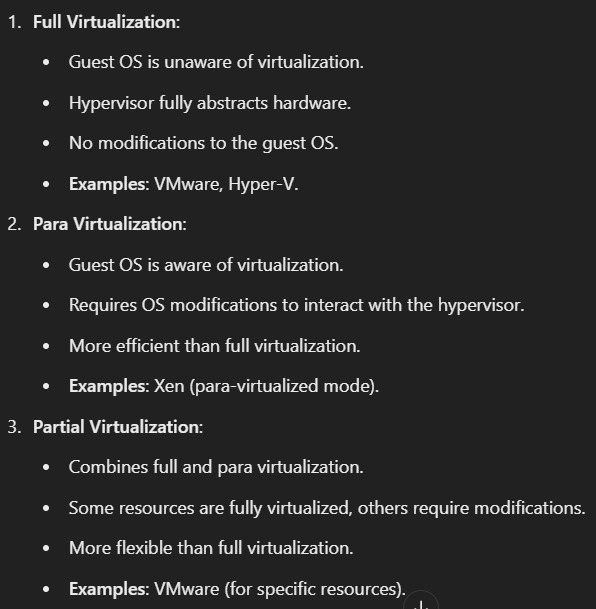 1. Full Virtualization:
• Guest OS is unaware of virtualization.
• Hypervisor fully abstracts hardware.
• No modifications to the guest OS.
• Examples: VMware, Hyper-V.
2. Para Virtualization:
• Guest OS is aware of virtualization.
• Requires OS modifications to interact with the hypervisor.
• More efficient than full virtualization.
• Examples: Xen (para-virtualized mode).
3. Partial Virtualization:
• Combines full and para virtualization.
• Some resources are fully virtualized, others require modifications.
• More flexible than full virtualization.
• Examples: VMware (for specific resources).